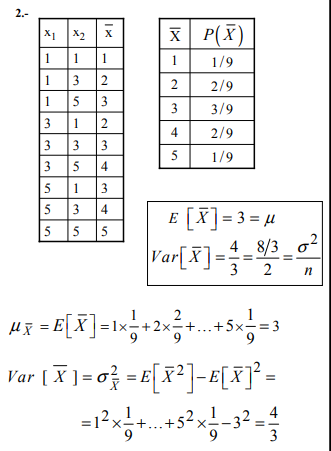 2.-
x₁ x₂ x̅
1 1 1
1 3 2
1 5 3
3 1 2
3 3 3
3 5 4
5 1 3
5 3 4
5 5 5
X̅ P(X̅)
1 1/9
2 2/9
3 3/9
4 2/9
5 1/9
E [X̅] = 3 = μ
Var[X̅] = 4/3 = (8/3)/2 = σ²/n
μ_X̅ = E[X̅] = 1×1/9 + 2×2/9 + ... + 5×1/9 = 3
Var [ X̅ ] = σ²_X̅ = E[X̅²] − E[X̅]² =
= 1² × 1/9 + ... + 5² × 1/9 − 3² = 4/3